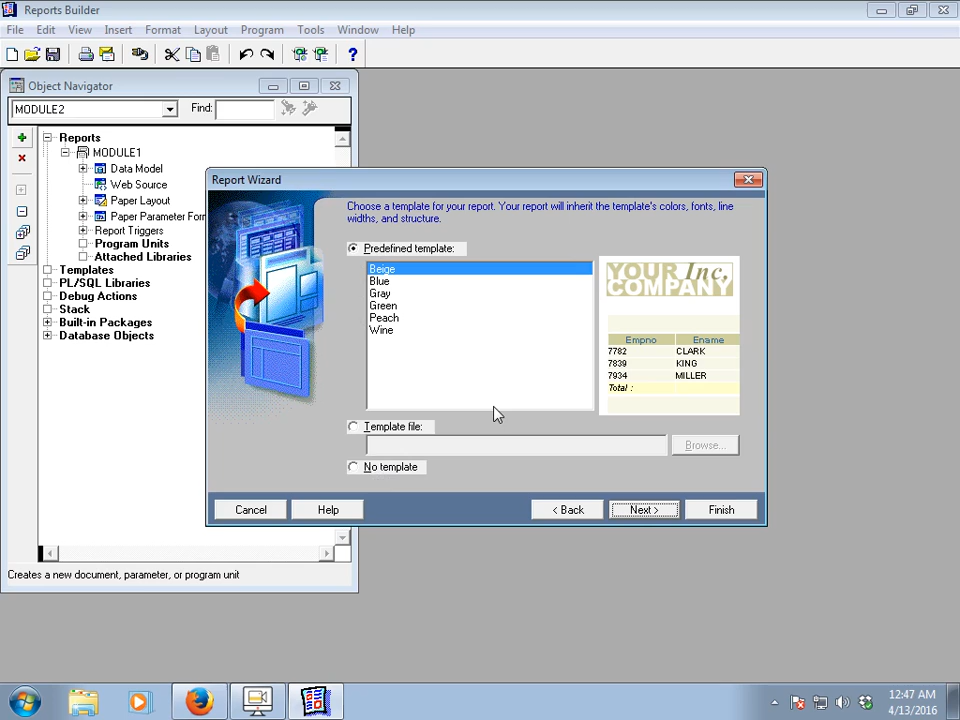 Reports Builder
File Edit View Insert Format Layout Program Tools Window Help
Object Navigator
MODULE2 Find:
Reports
MODULE1
Data Model
Web Source
Paper Layout
Paper Parameter For
Report Triggers
Program Units
Attached Libraries
Templates
PL/SQL Libraries
Debug Actions
Stack
Built-in Packages
Database Objects
Creates a new document, parameter, or program unit
Report Wizard
Choose a template for your report. Your report will inherit the template's colors, fonts, line
widths, and structure.
Predefined template:
Beige
Blue
Gray
Green
Peach
Wine
YOUR Inc,
COMPANY
Empno Ename
7782 CLARK
7839 KING
7934 MILLER
Total :
Template file:
Browse...
No template
Cancel Help < Back Next > Finish
12:47 AM
4/13/2016